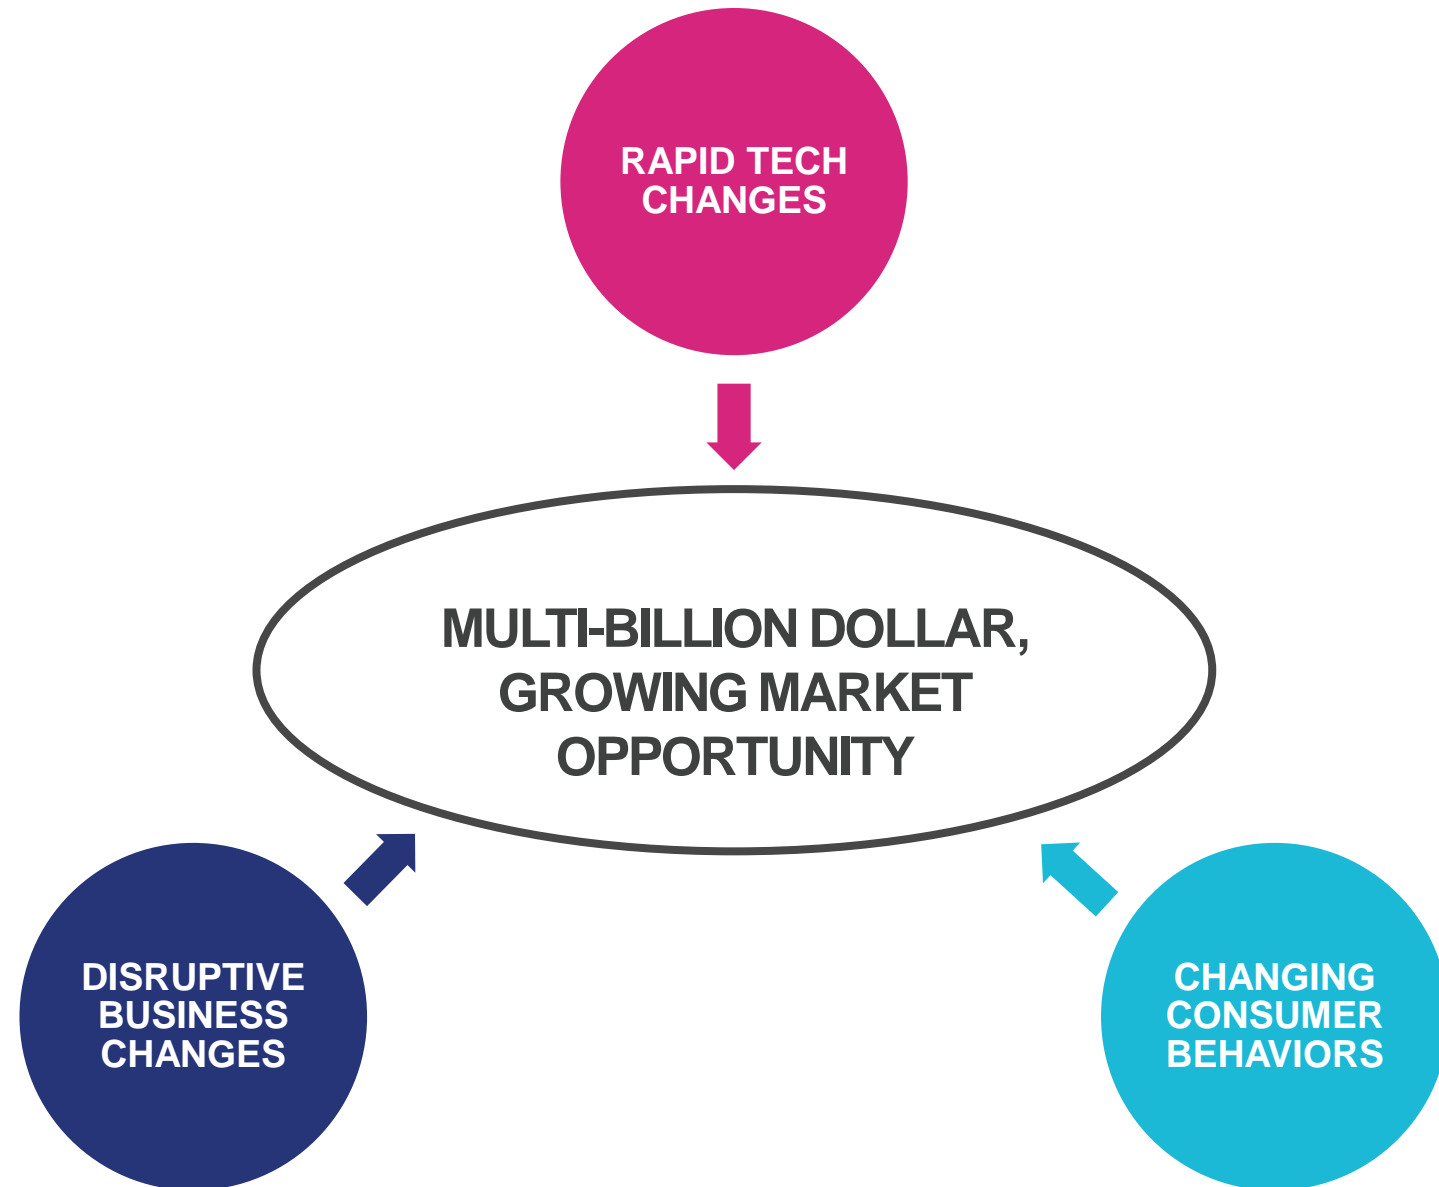 RAPID TECH
CHANGES
MULTI-BILLION DOLLAR,
GROWING MARKET
OPPORTUNITY
DISRUPTIVE
BUSINESS
CHANGES
CHANGING
CONSUMER
BEHAVIORS